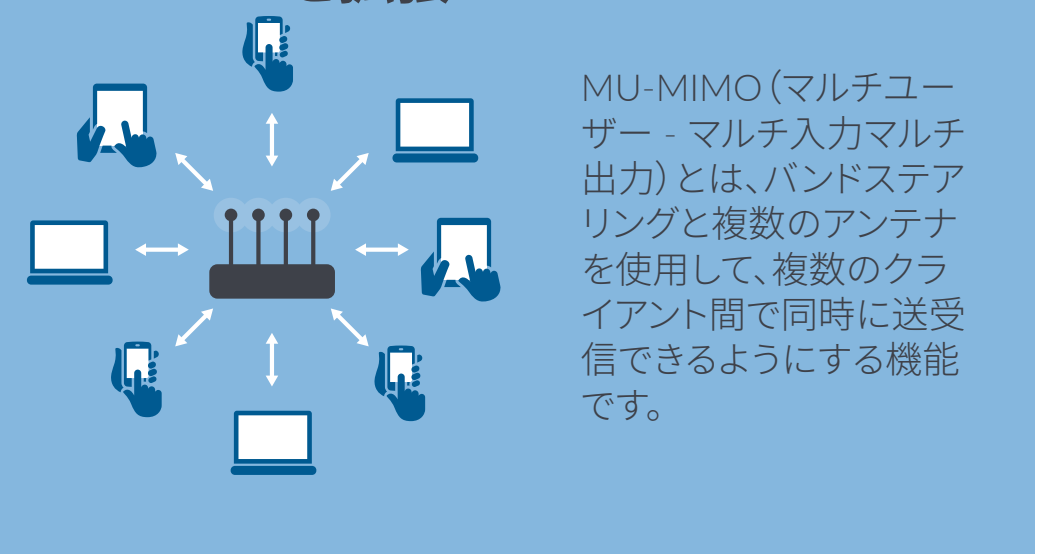 MU-MIMO（マルチユー
ザー - マルチ入力マルチ
出力）とは、バンドステア
リングと複数のアンテナ
を使用して、複数のクラ
イアント間で同時に送受
信できるようにする機能
です。